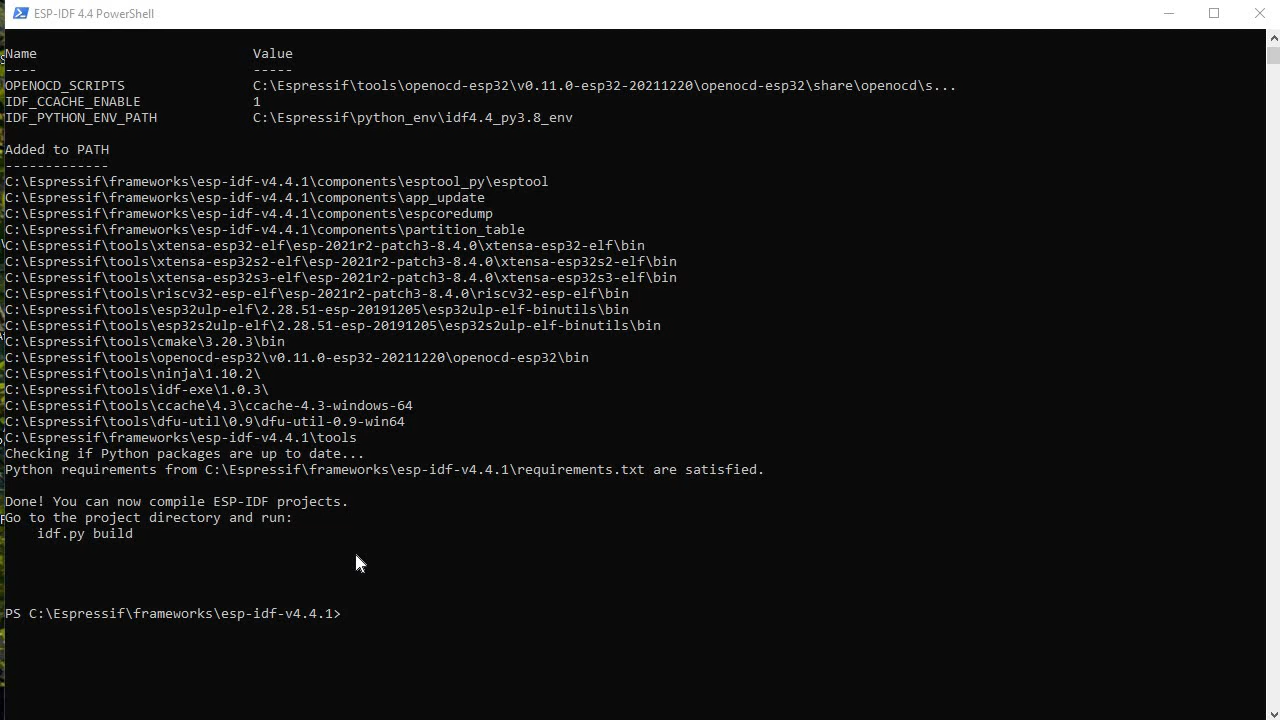 ESP-IDF 4.4 PowerShell
Name                           Value
----                           -----
OPENOCD_SCRIPTS                C:\Espressif\tools\openocd-esp32\v0.11.0-esp32-20211220\openocd-esp32\share\openocd\s...
IDF_CCACHE_ENABLE              1
IDF_PYTHON_ENV_PATH            C:\Espressif\python_env\idf4.4_py3.8_env
Added to PATH
-------------
C:\Espressif\frameworks\esp-idf-v4.4.1\components\esptool_py\esptool
C:\Espressif\frameworks\esp-idf-v4.4.1\components\app_update
C:\Espressif\frameworks\esp-idf-v4.4.1\components\espcoredump
C:\Espressif\frameworks\esp-idf-v4.4.1\components\partition_table
C:\Espressif\tools\xtensa-esp32-elf\esp-2021r2-patch3-8.4.0\xtensa-esp32-elf\bin
C:\Espressif\tools\xtensa-esp32s2-elf\esp-2021r2-patch3-8.4.0\xtensa-esp32s2-elf\bin
C:\Espressif\tools\xtensa-esp32s3-elf\esp-2021r2-patch3-8.4.0\xtensa-esp32s3-elf\bin
C:\Espressif\tools\riscv32-esp-elf\esp-2021r2-patch3-8.4.0\riscv32-esp-elf\bin
C:\Espressif\tools\esp32ulp-elf\2.28.51-esp-20191205\esp32ulp-elf-binutils\bin
C:\Espressif\tools\esp32s2ulp-elf\2.28.51-esp-20191205\esp32s2ulp-elf-binutils\bin
C:\Espressif\tools\cmake\3.20.3\bin
C:\Espressif\tools\openocd-esp32\v0.11.0-esp32-20211220\openocd-esp32\bin
C:\Espressif\tools\ninja\1.10.2\
C:\Espressif\tools\idf-exe\1.0.3\
C:\Espressif\tools\ccache\4.3\ccache-4.3-windows-64
C:\Espressif\tools\dfu-util\0.9\dfu-util-0.9-win64
C:\Espressif\frameworks\esp-idf-v4.4.1\tools
Checking if Python packages are up to date...
Python requirements from C:\Espressif\frameworks\esp-idf-v4.4.1\requirements.txt are satisfied.
Done! You can now compile ESP-IDF projects.
Go to the project directory and run:
    idf.py build
PS C:\Espressif\frameworks\esp-idf-v4.4.1>